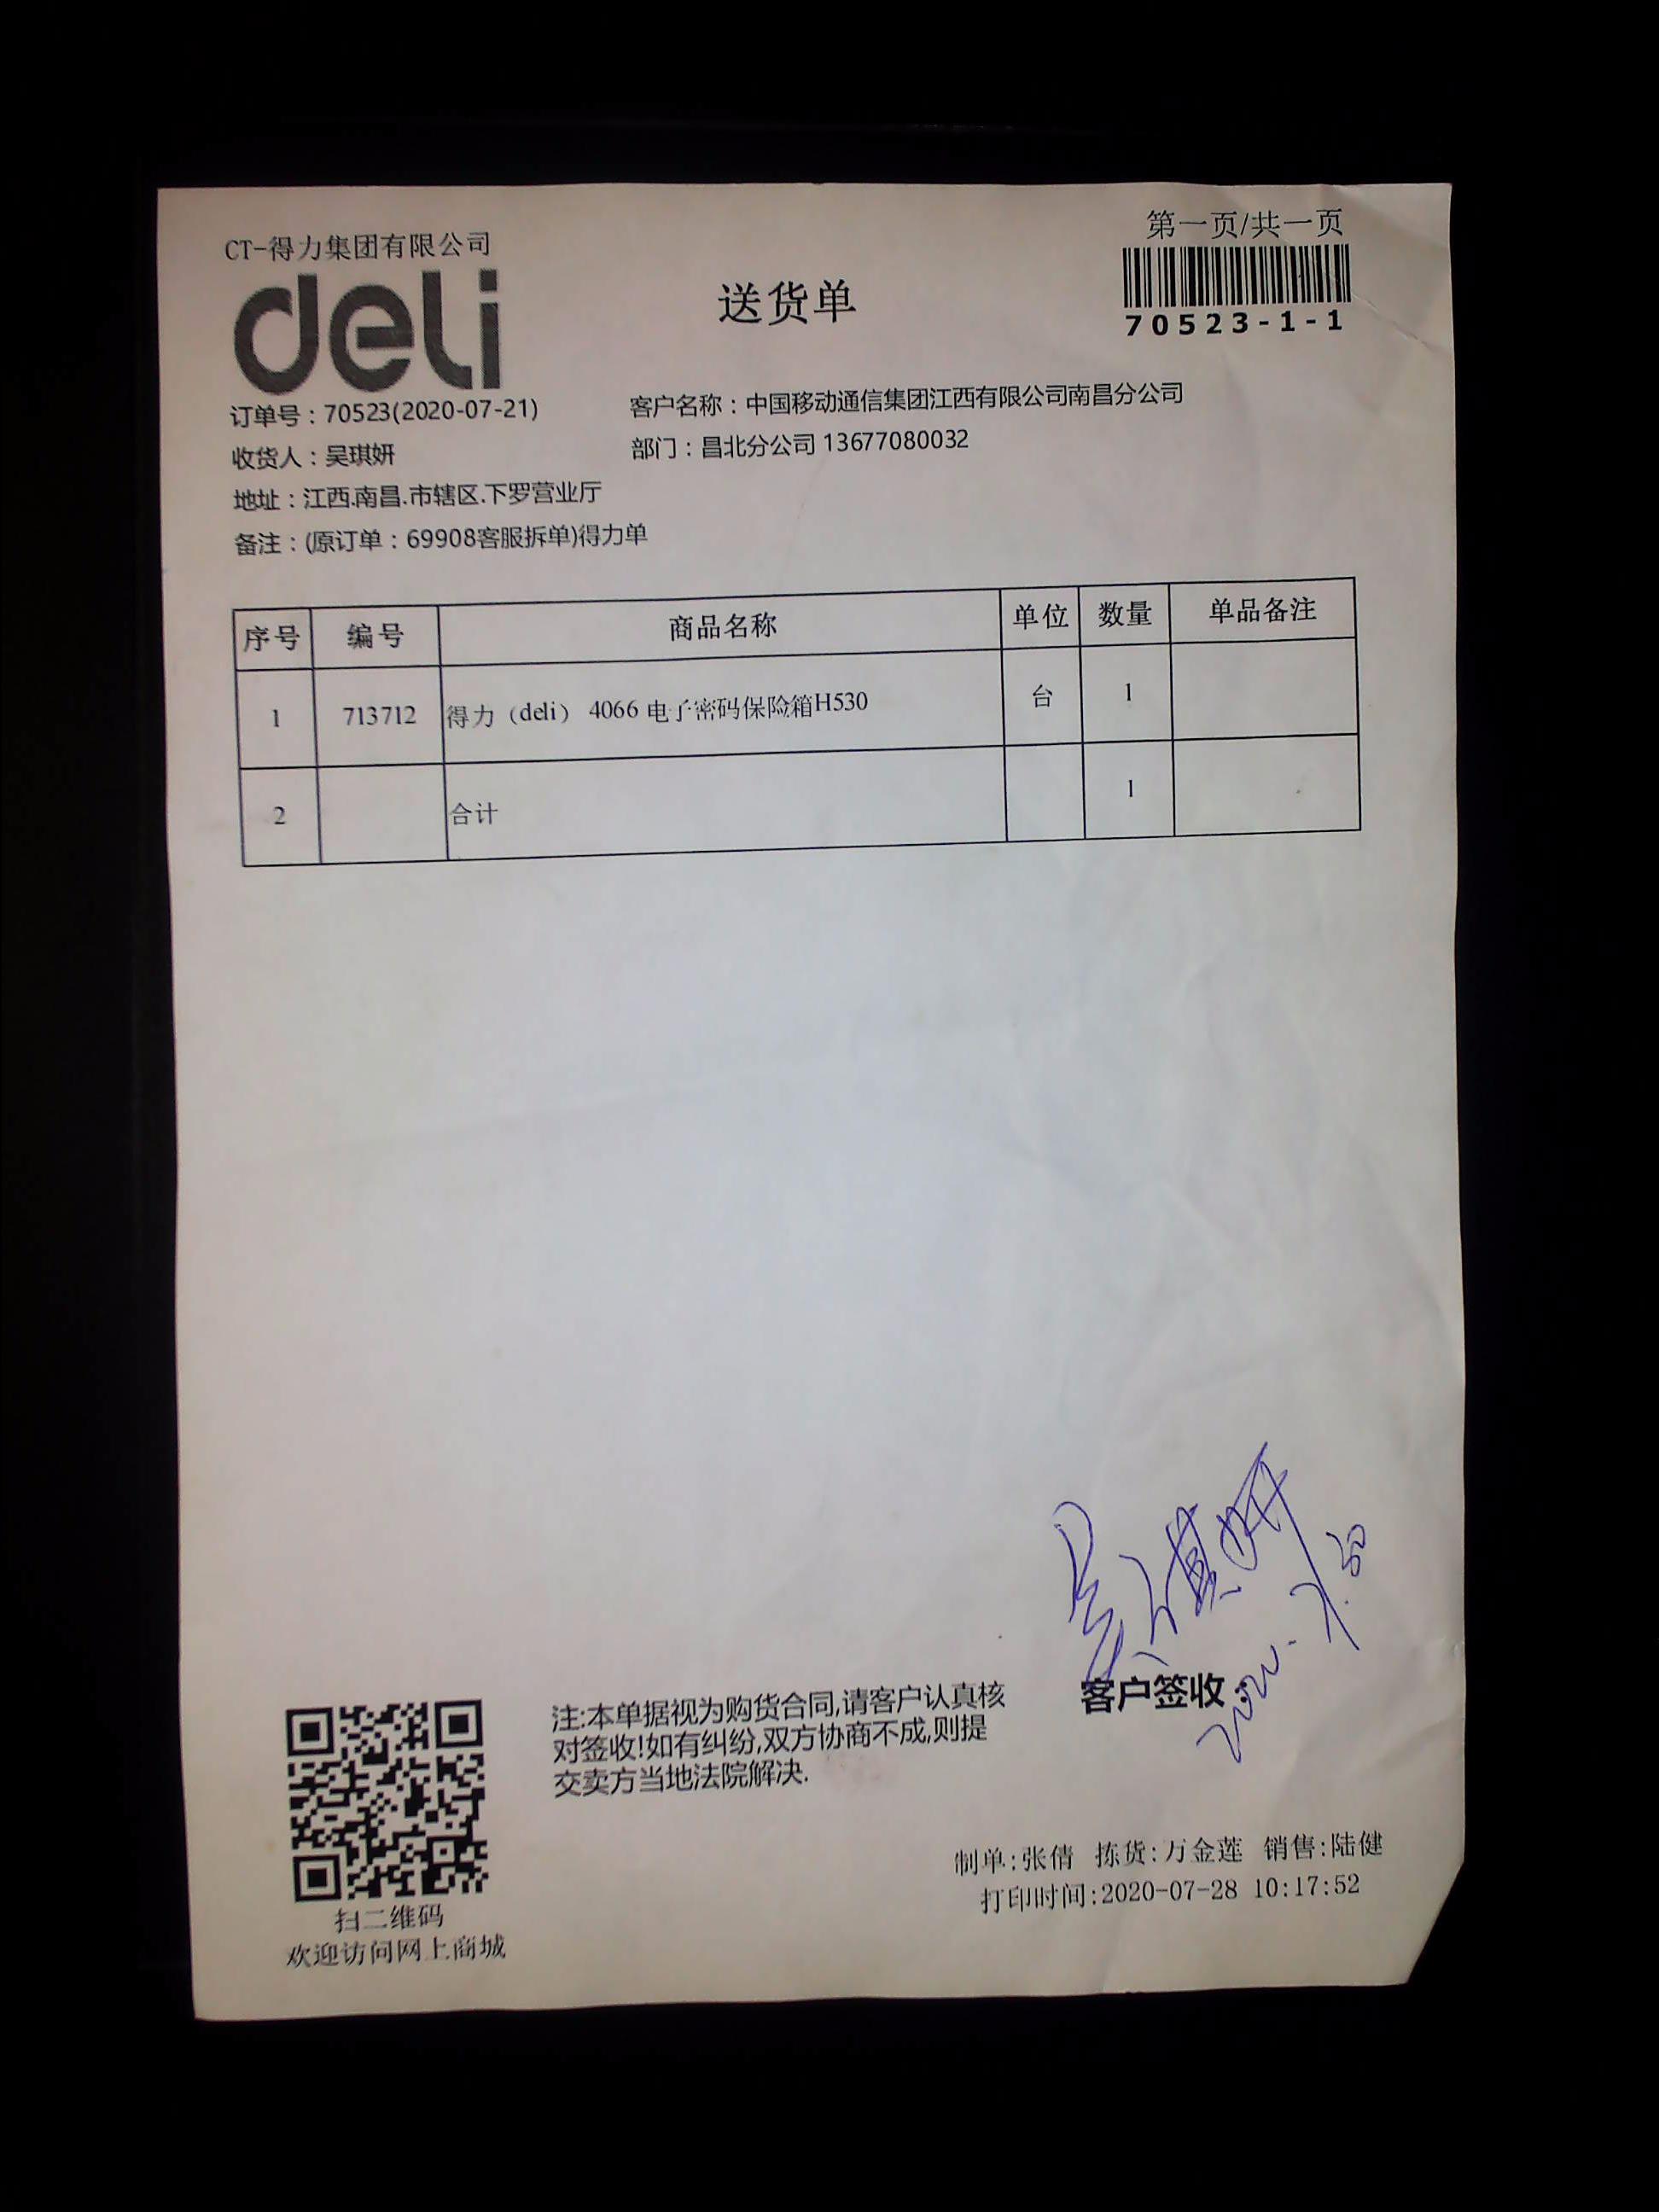 CT-得力集团有限公司
第一页/共一页
deli
送货单
70523-1-1
订单号：70523(2020-07-21)
客户名称：中国移动通信集团江西有限公司南昌分公司
收货人：吴琪妍
部门：昌北分公司 13677080032
地址：江西.南昌.市辖区.下罗营业厅
备注：(原订单：69908客服拆单)得力单
序号 编号 商品名称 单位 数量 单品备注
1 713712 得力（deli） 4066 电子密码保险箱H530 台 1
2 合计 1
吴琪妍
2020-7.30
客户签收:
注:本单据视为购货合同,请客户认真核
对签收!如有纠纷,双方协商不成,则提
交卖方当地法院解决.
制单:张倩 拣货:万金莲 销售:陆健
打印时间:2020-07-28 10:17:52
扫二维码
欢迎访问网上商城